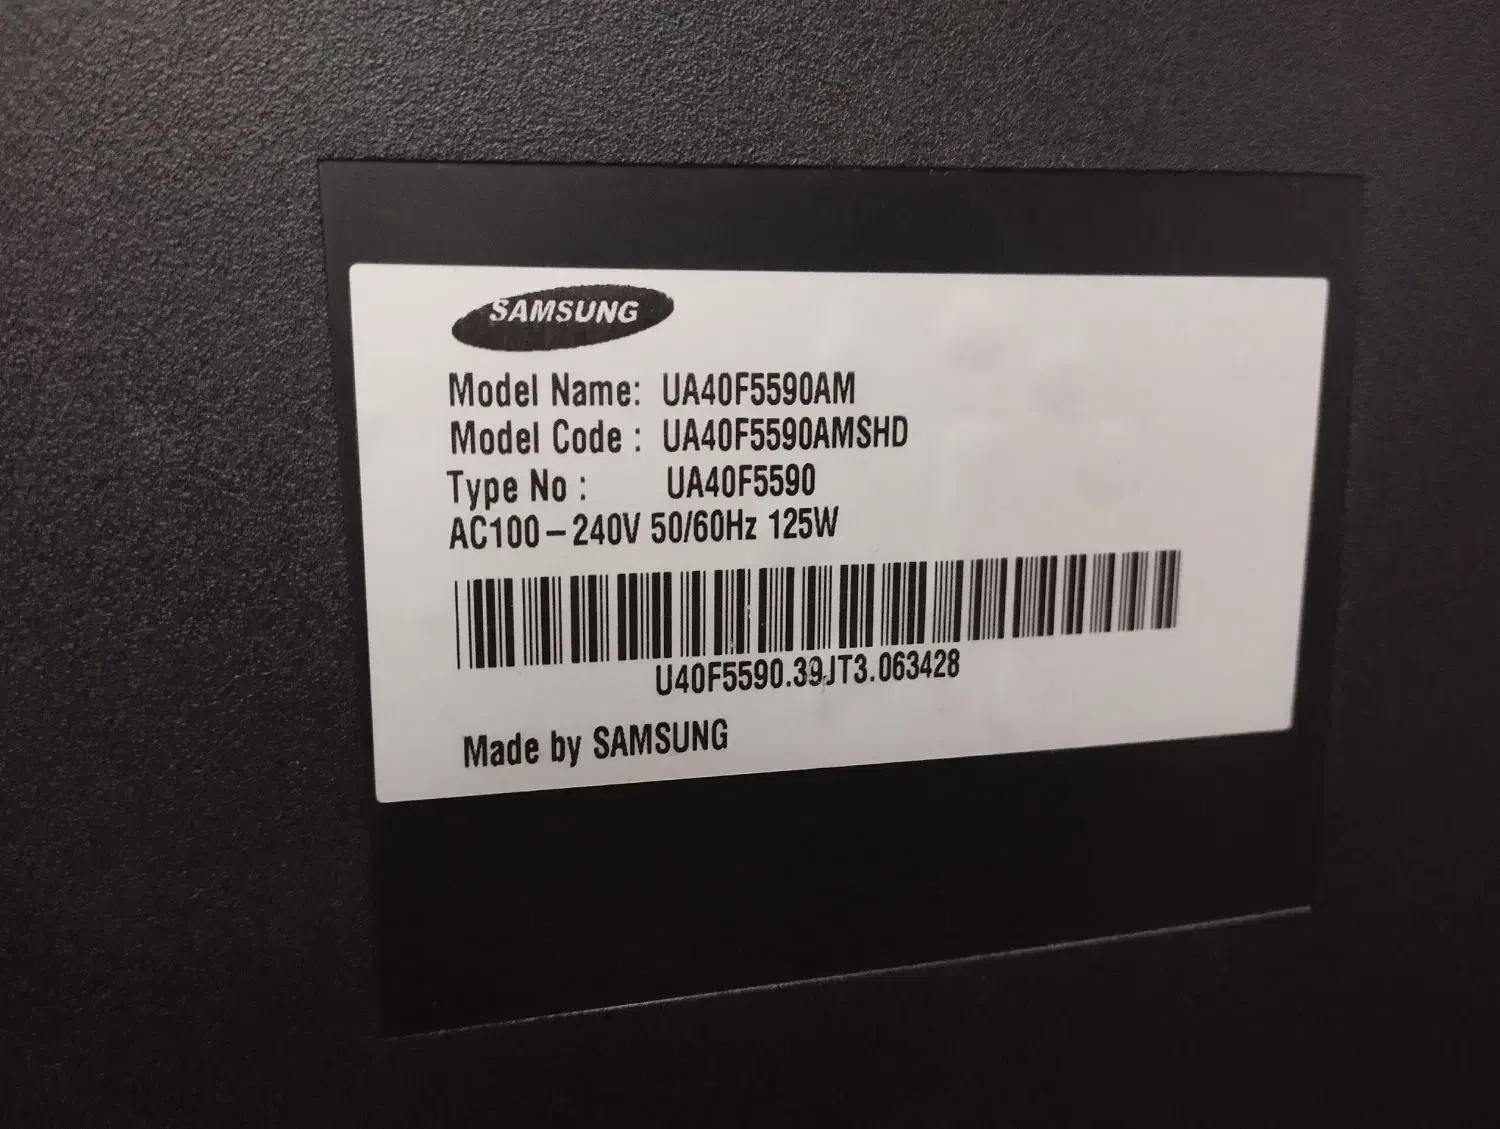 SAMSUNG
Model Name: UA40F5590AM
Model Code : UA40F5590AMSHD
Type No : UA40F5590
AC100-240V 50/60Hz 125W
U40F5590.39JT3.063428
Made by SAMSUNG